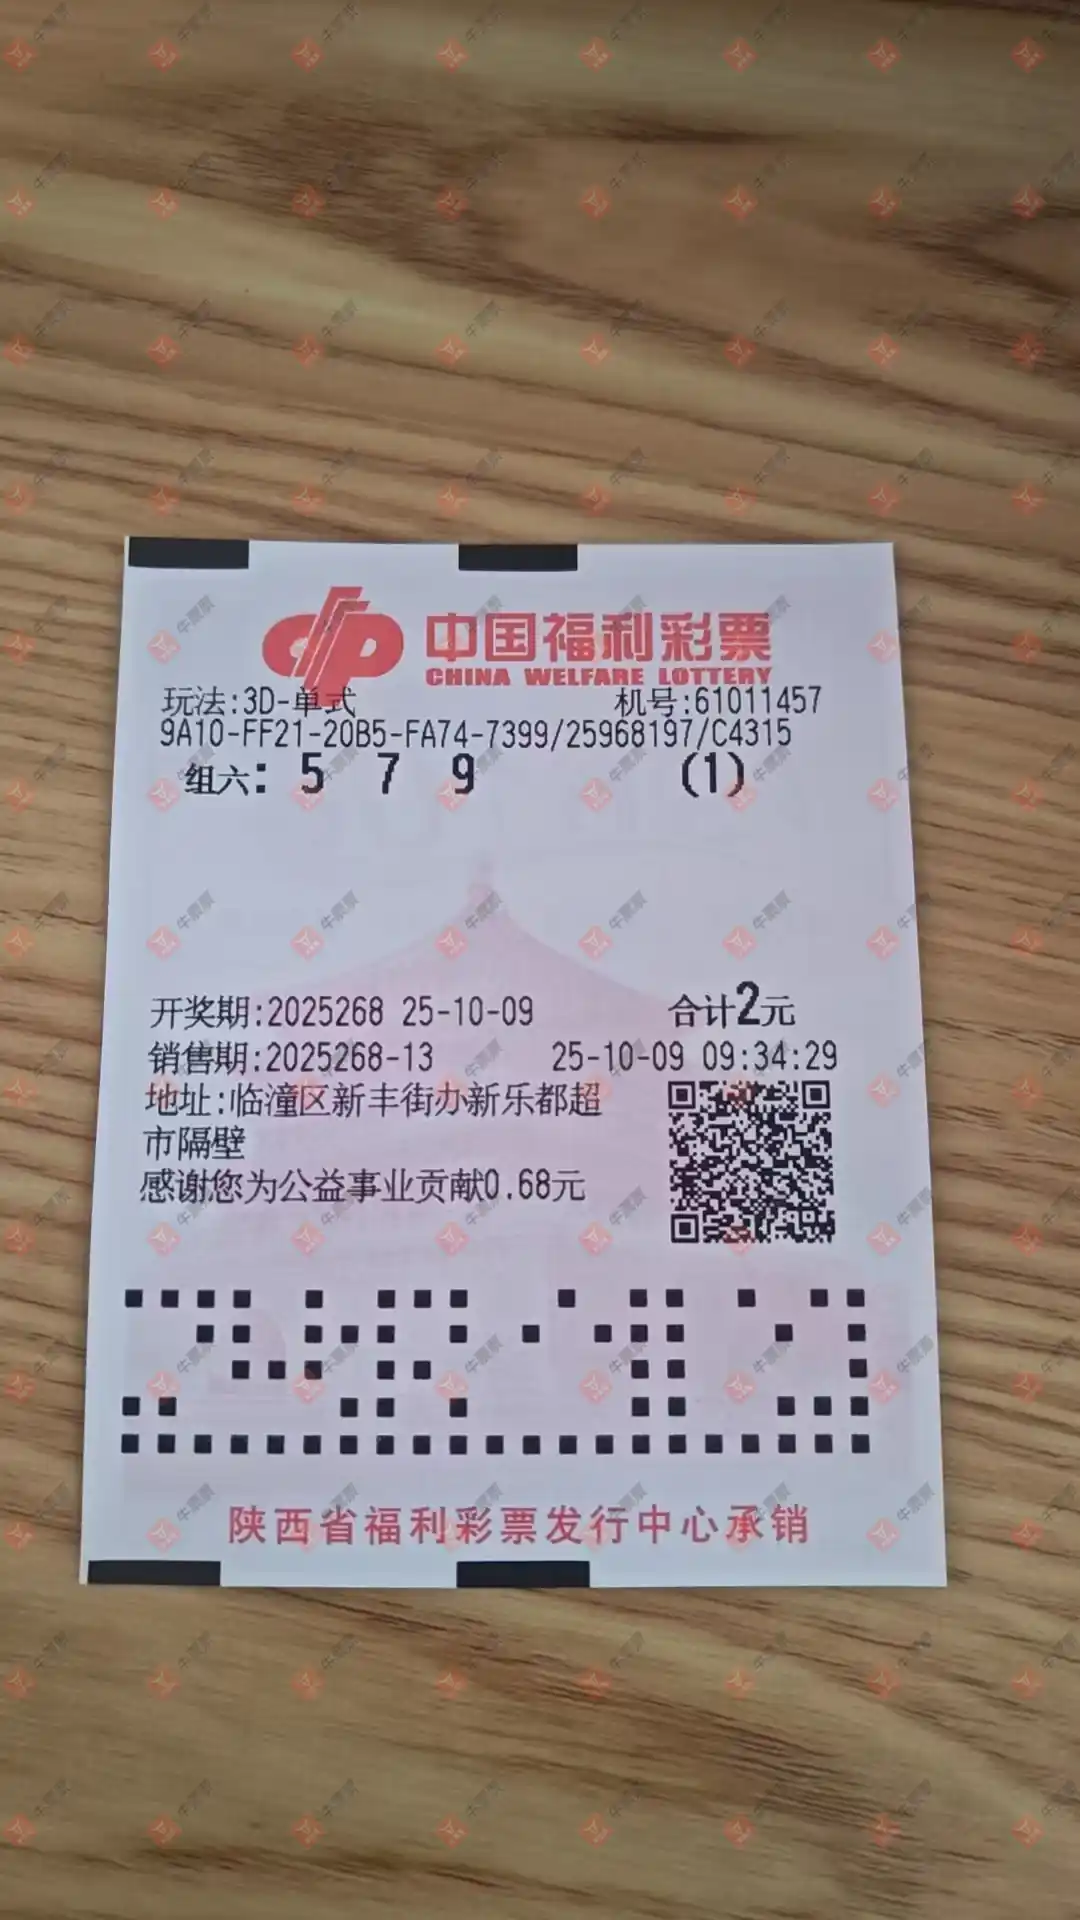 中国福利彩票
CHINA WELFARE LOTTERY
玩法:3D-单式 机号:61011457
9A10-FF21-20B5-FA74-7399/25968197/C4315
组六: 5 7 9 (1)
开奖期:2025268 25-10-09 合计2元
销售期:2025268-13 25-10-09 09:34:29
地址:临潼区新丰街办新乐都超
市隔壁
感谢您为公益事业贡献0.68元
陕西省福利彩票发行中心承销
牛票票